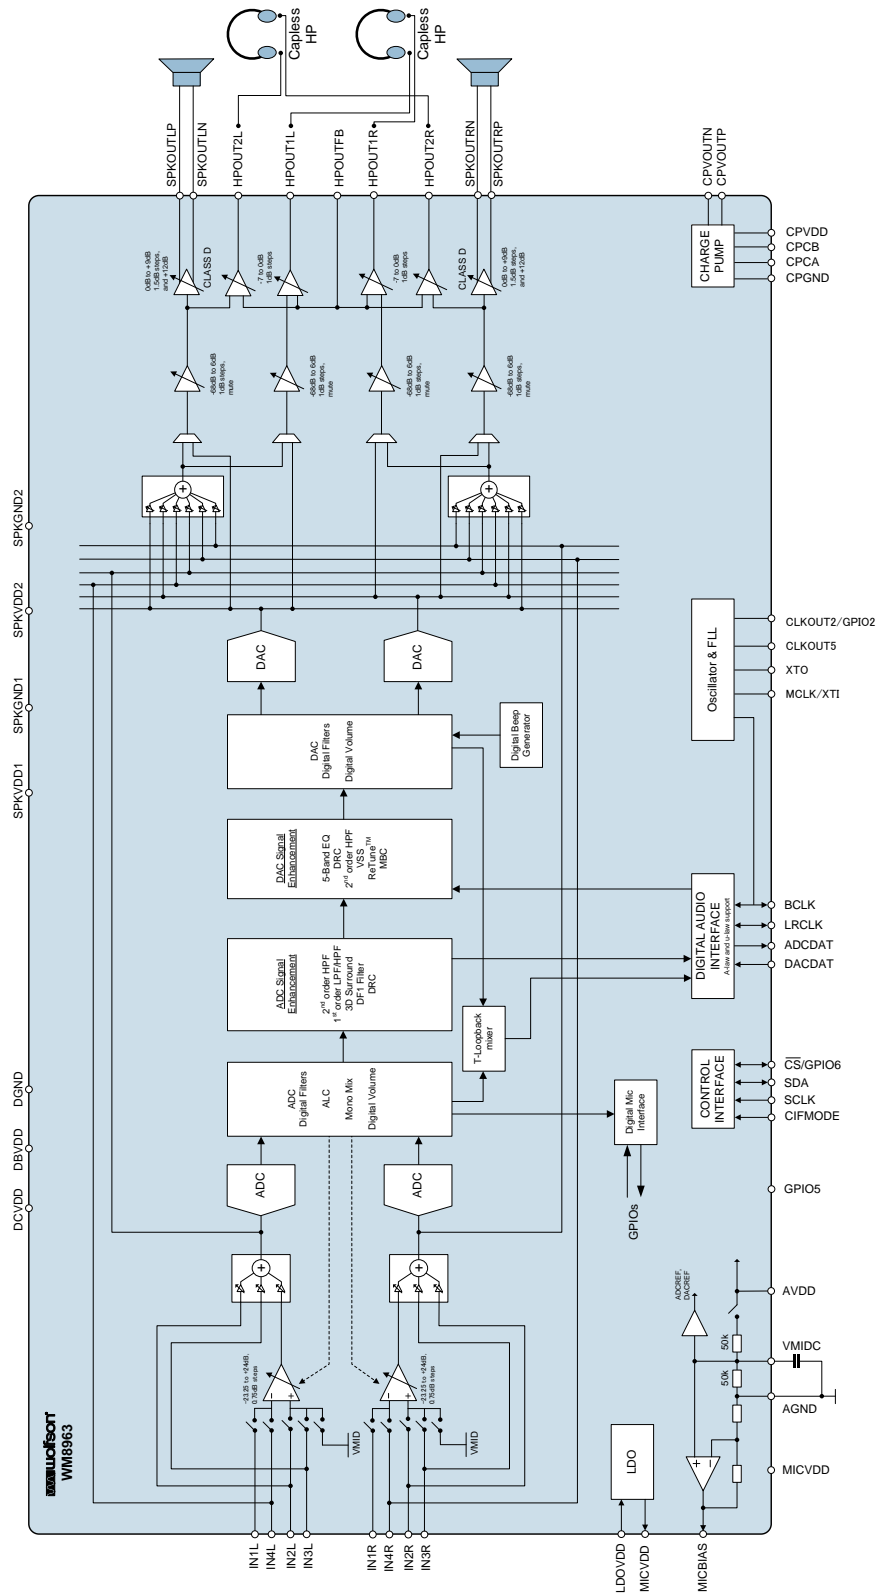 Capless
HP
Capless
HP
SPKOUTLP
SPKOUTLN
HPOUT2L
HPOUT1L
HPOUTFB
HPOUT1R
HPOUT2R
SPKOUTRN
SPKOUTRP
CPVOUTN
CPVOUTP
0dB to +9dB
1.5dB steps,
and +12dB
CLASS D
-7 to 0dB
1dB steps
-7 to 0dB
1dB steps
CLASS D
0dB to +9dB
1.5dB steps,
and +12dB
CHARGE
PUMP
CPVDD
CPCB
CPCA
CPGND
-68dB to 6dB
1dB steps,
mute
-68dB to 6dB
1dB steps,
mute
-68dB to 6dB
1dB steps,
mute
-68dB to 6dB
1dB steps,
mute
SPKGND2
SPKVDD2
SPKGND1
SPKVDD1
DAC
DAC
Oscillator & FLL
CLKOUT2/GPIO2
CLKOUT5
XTO
MCLK/XTI
DAC
Digital Filters
Digital Volume
Digital Beep
Generator
DAC Signal
Enhancement
5-Band EQ
DRC
2nd order HPF
VSS
ReTune™
MBC
DIGITAL AUDIO
INTERFACE
A-law and u-law support
BCLK
LRCLK
ADCDAT
DACDAT
ADC Signal
Enhancement
2nd order HPF
1st order LPF/HPF
3D Surround
DF1 Filter
DRC
T-Loopback
mixer
DGND
DBVDD
DCVDD
ADC
Digital Filters
ALC
Mono Mix
Digital Volume
Digital Mic
Interface
GPIOs
CONTROL
INTERFACE
CS/GPIO6
SDA
SCLK
CIFMODE
GPIO5
ADC
ADC
ADCREF,
DACREF
AVDD
50k
VMIDC
50k
AGND
MICVDD
-23.25 to +24dB,
0.75dB steps
-23.25 to +24dB,
0.75dB steps
+
+
+
+
-
+
-
+
+
-
VMID
VMID
LDO
wolfson
WM8963
IN1L
IN4L
IN2L
IN3L
IN1R
IN4R
IN2R
IN3R
LDOVDD
MICVDD
MICBIAS